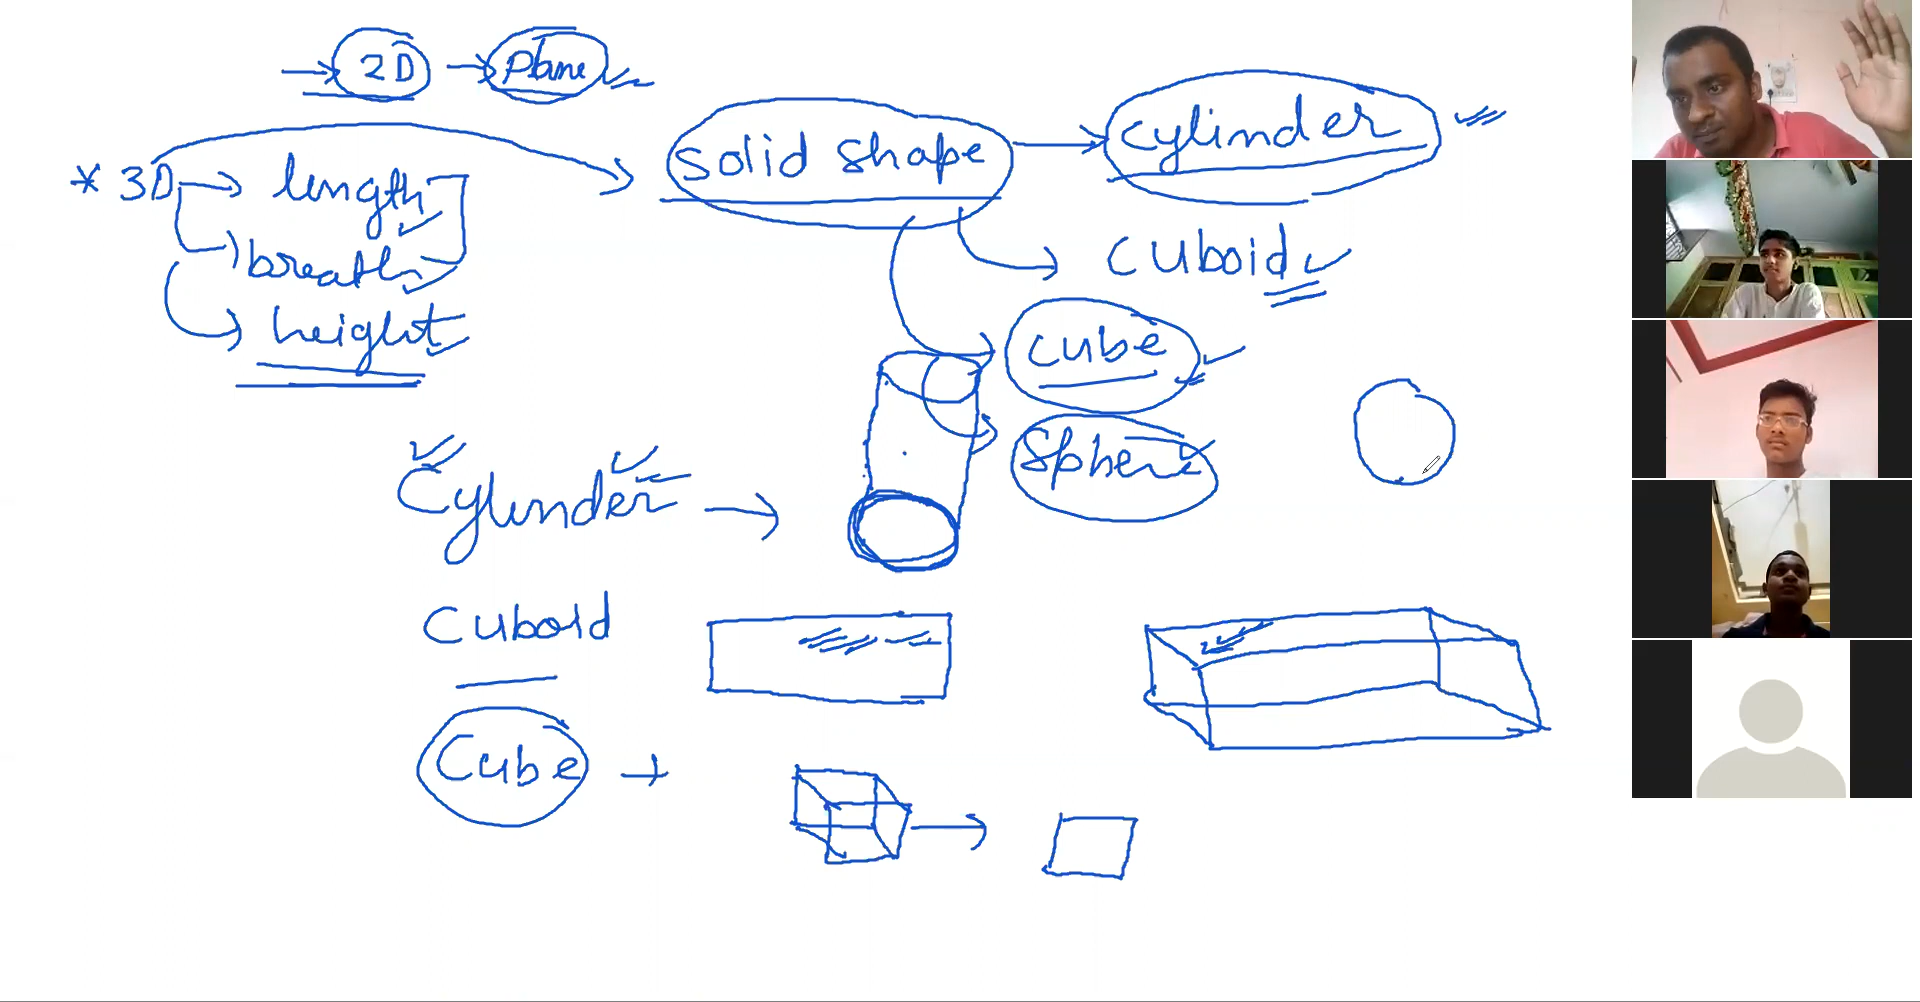 2D → Plane
* 3D → length
breath
height
solid shape → cylinder
cuboid
cube
Sphere
Cylinder →
Cuboid
Cube →